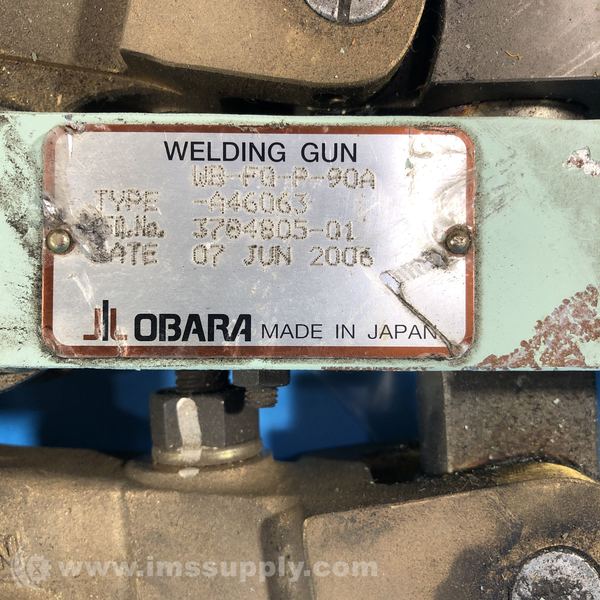 WELDING GUN
WB-FQ-P-90A
TYPE -A46063
3704805-01
DATE 07 JUN 2006
OBARA MADE IN JAPAN
www.imssupply.com